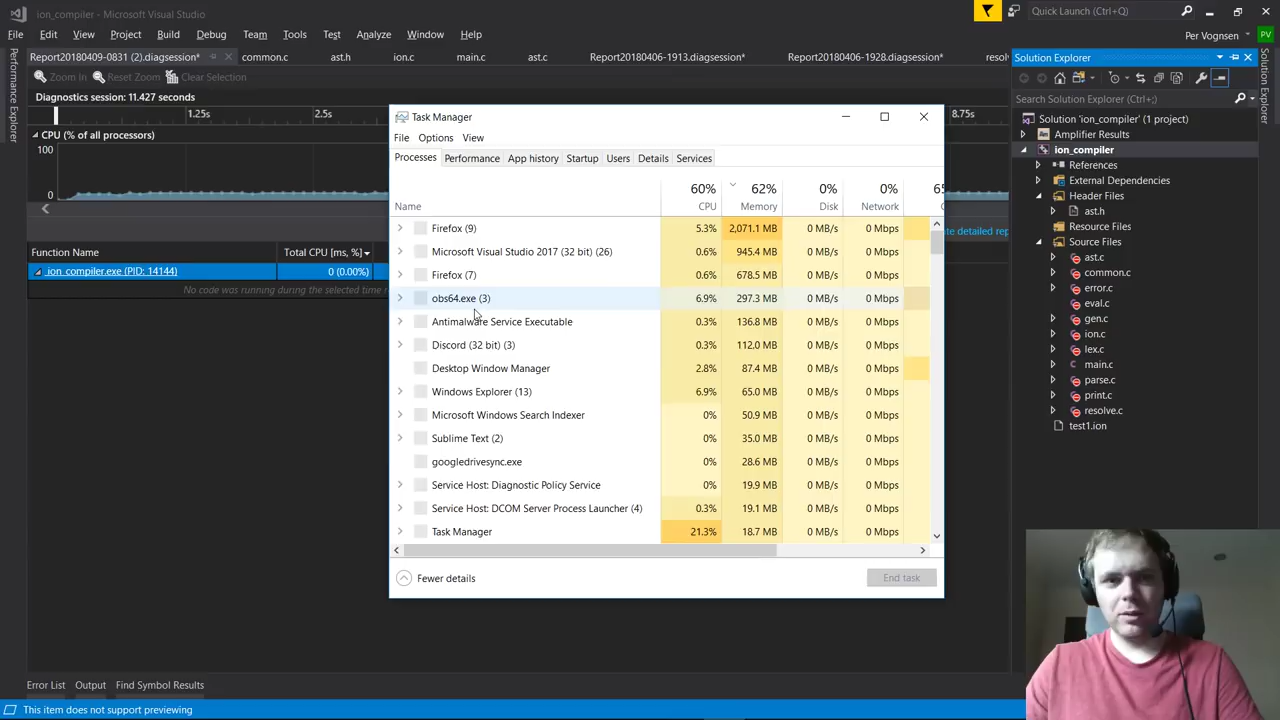 ion_compiler - Microsoft Visual Studio
Quick Launch (Ctrl+Q)
File Edit View Project Build Debug Team Tools Test Analyze Window Help
Per Vognsen PV
Report20180409-0831 (2).diagsession* common.c ast.h ion.c main.c ast.c Report20180406-1913.diagsession* Report20180406-1928.diagsession*
Zoom In Reset Zoom Clear Selection
Diagnostics session: 11.427 seconds
1.25s 2.5s 8.75s
CPU (% of all processors)
100
0
Function Name Total CPU [ms, %]
ion_compiler.exe (PID: 14144) 0 (0.00%)
No code was running during the selected time
Performance Explorer
Task Manager
File Options View
Processes Performance App history Startup Users Details Services
60% 62% 0% 0%
Name CPU Memory Disk Network
Firefox (9) 5.3% 2,071.1 MB 0 MB/s 0 Mbps
Microsoft Visual Studio 2017 (32 bit) (26) 0.6% 945.4 MB 0 MB/s 0 Mbps
Firefox (7) 0.6% 678.5 MB 0 MB/s 0 Mbps
obs64.exe (3) 6.9% 297.3 MB 0 MB/s 0 Mbps
Antimalware Service Executable 0.3% 136.8 MB 0 MB/s 0 Mbps
Discord (32 bit) (3) 0.3% 112.0 MB 0 MB/s 0 Mbps
Desktop Window Manager 2.8% 87.4 MB 0 MB/s 0 Mbps
Windows Explorer (13) 6.9% 65.0 MB 0 MB/s 0 Mbps
Microsoft Windows Search Indexer 0% 50.9 MB 0 MB/s 0 Mbps
Sublime Text (2) 0% 35.0 MB 0 MB/s 0 Mbps
googledrivesync.exe 0% 28.6 MB 0 MB/s 0 Mbps
Service Host: Diagnostic Policy Service 0% 19.9 MB 0 MB/s 0 Mbps
Service Host: DCOM Server Process Launcher (4) 0.3% 19.1 MB 0 MB/s 0 Mbps
Task Manager 21.3% 18.7 MB 0 MB/s 0 Mbps
Fewer details End task
Solution Explorer
Search Solution Explorer (Ctrl+;)
Solution 'ion_compiler' (1 project)
Amplifier Results
ion_compiler
References
External Dependencies
Header Files
ast.h
Resource Files
Source Files
ast.c
common.c
error.c
eval.c
gen.c
ion.c
lex.c
main.c
parse.c
print.c
resolve.c
test1.ion
Solution Explorer
Error List Output Find Symbol Results
This item does not support previewing